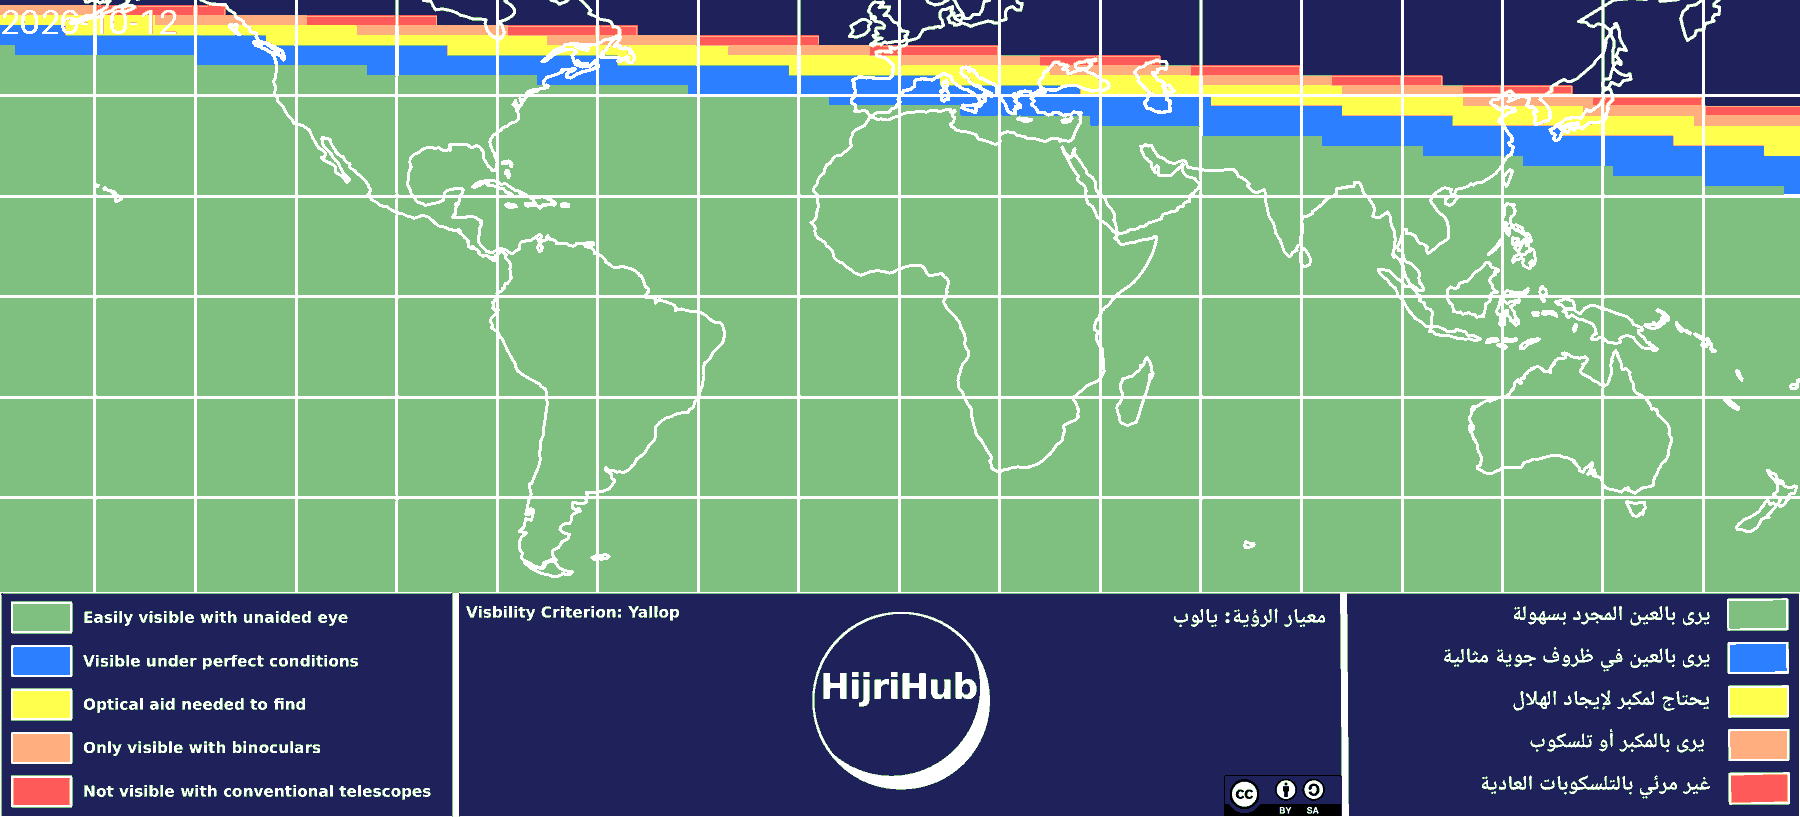 2026-10-12
Easily visible with unaided eye
Visible under perfect conditions
Optical aid needed to find
Only visible with binoculars
Not visible with conventional telescopes
Visbility Criterion: Yallop
معيار الرؤية: يالوب
HijriHub
cc
BY SA
يرى بالعين المجرد بسهولة
يرى بالعين في ظروف جوية مثالية
يحتاج لمكبر لإيجاد الهلال
يرى بالمكبر أو تلسكوب
غير مرئي بالتلسكوبات العادية